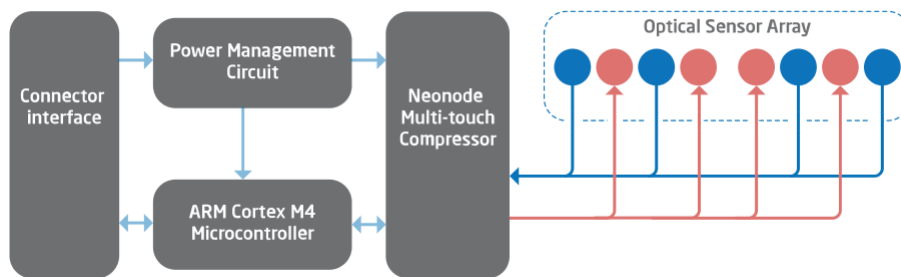 Connector
interface
Power Management
Circuit
ARM Cortex M4
Microcontroller
Neonode
Multi-touch
Compressor
Optical Sensor Array